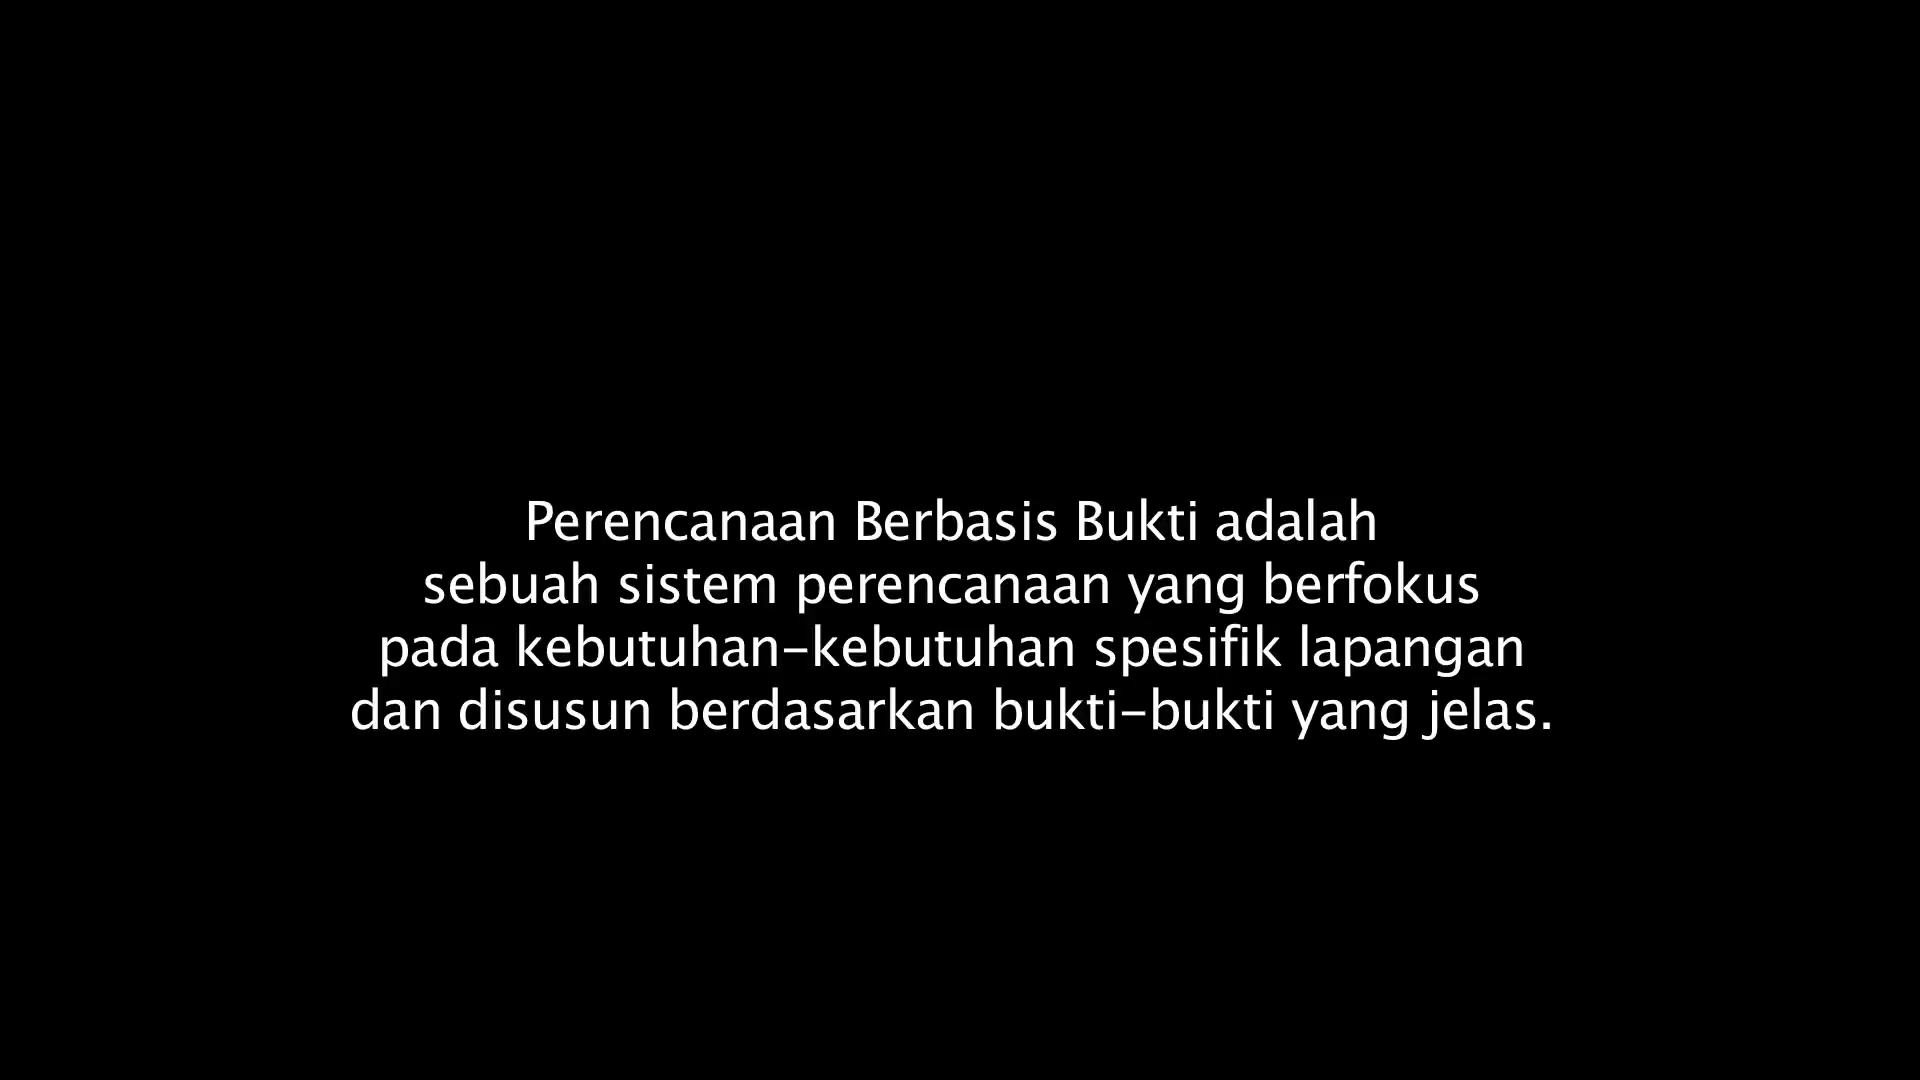 Perencanaan Berbasis Bukti adalah
sebuah sistem perencanaan yang berfokus
pada kebutuhan-kebutuhan spesifik lapangan
dan disusun berdasarkan bukti-bukti yang jelas.